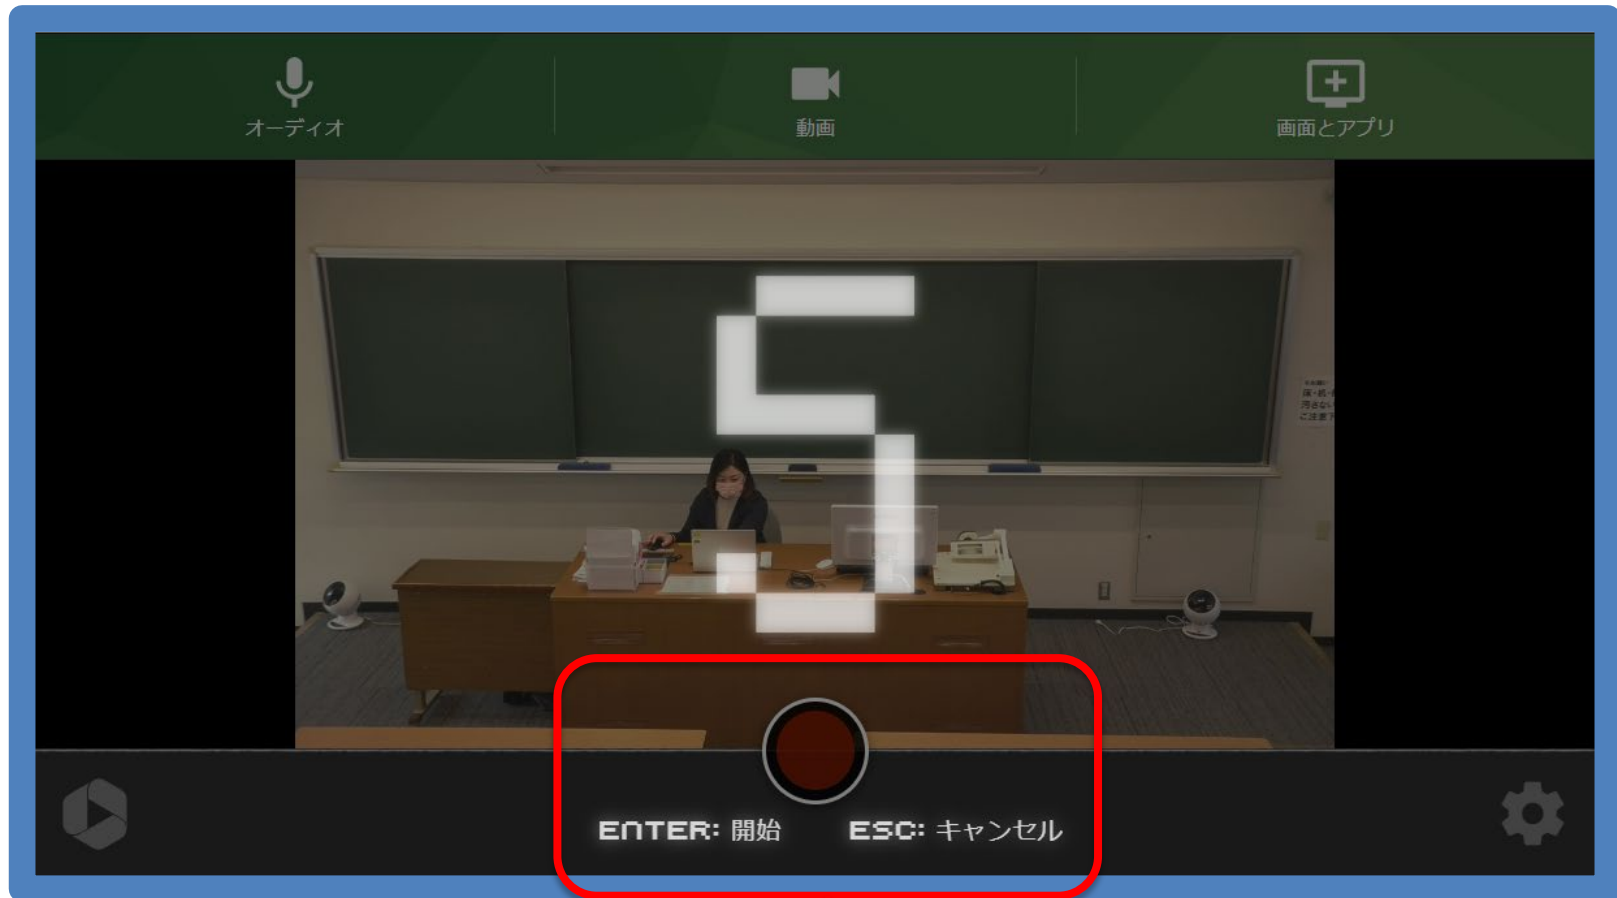 オーディオ
動画
画面とアプリ
5
ENTER: 開始
ESC: キャンセル